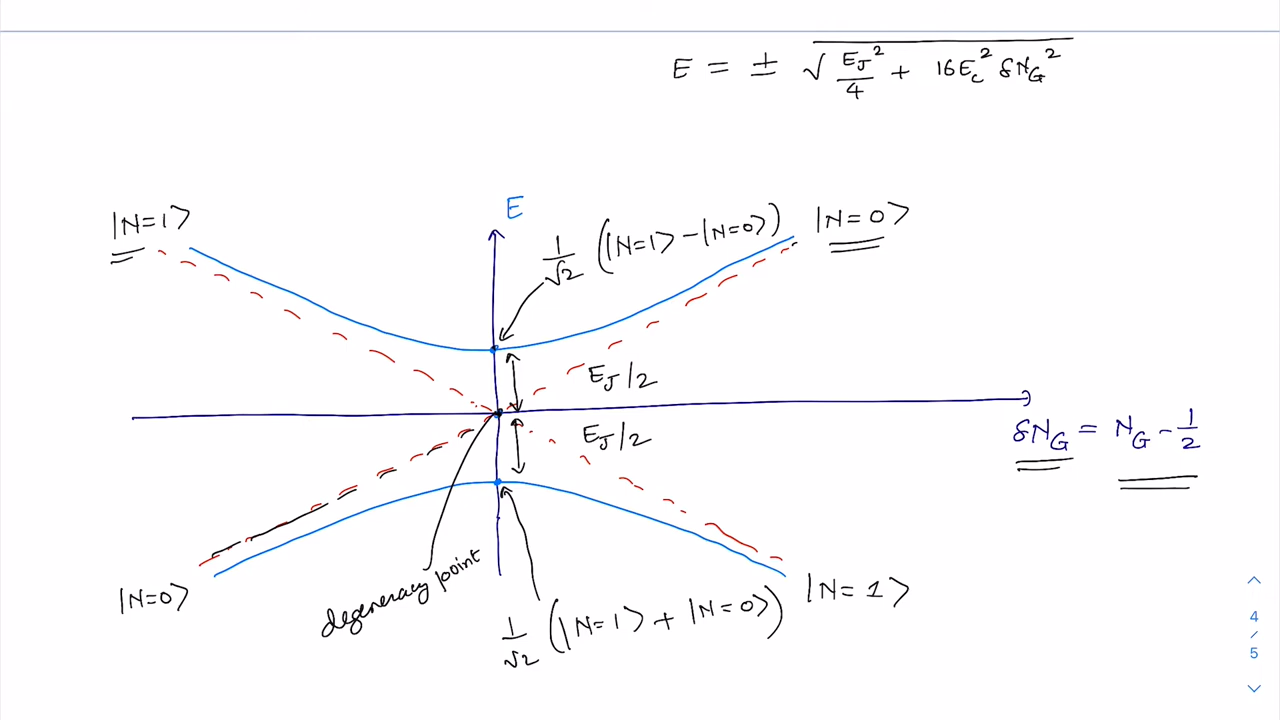 E = ± √(E_J²/4 + 16E_c² δN_G²)
|N=1>
E
1/√2 (|N=1> − |N=0>)
|N=0>
E_J/2
E_J/2
δN_G = N_G − 1/2
|N=0>
degeneracy point
1/√2 (|N=1> + |N=0>)
|N=1>
4
/
5